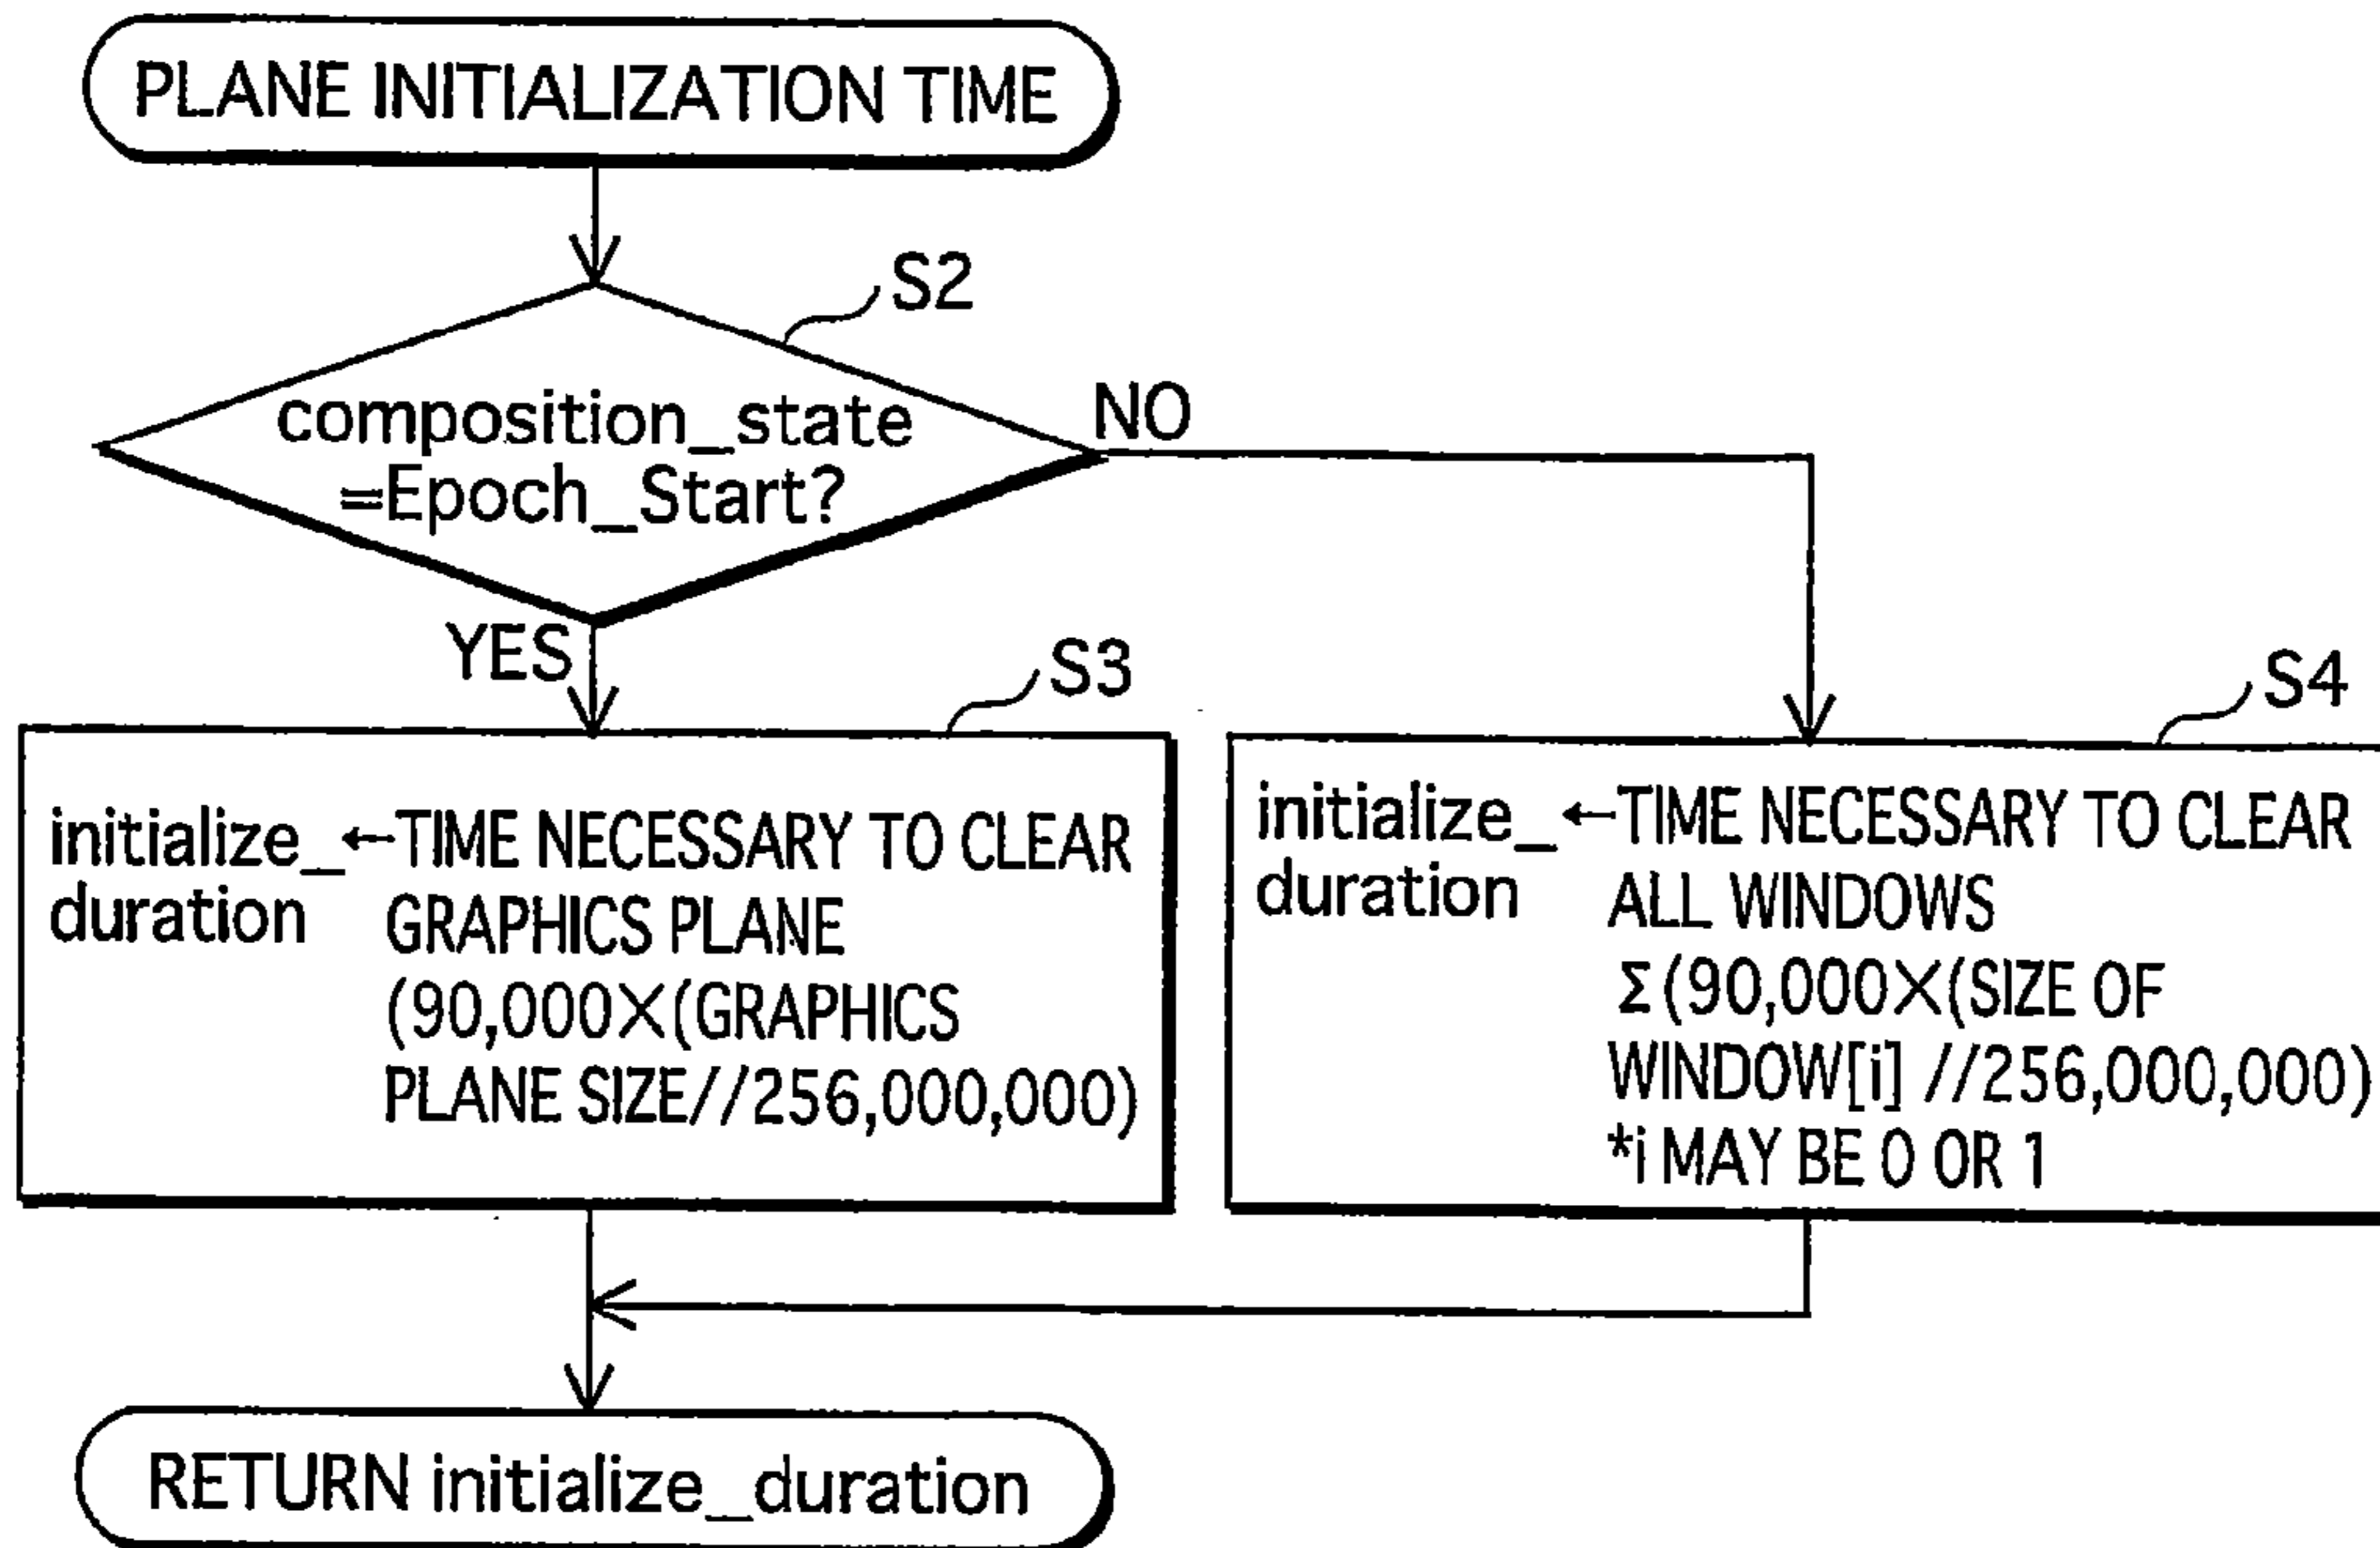 PLANE INITIALIZATION TIME
S2
composition_state
=Epoch_Start?
NO
YES
S3
initialize_←TIME NECESSARY TO CLEAR
duration GRAPHICS PLANE
(90,000×(GRAPHICS
PLANE SIZE//256,000,000)
S4
initialize_ ←TIME NECESSARY TO CLEAR
duration ALL WINDOWS
Σ(90,000×(SIZE OF
WINDOW[i] //256,000,000)
*i MAY BE 0 OR 1
RETURN initialize_duration